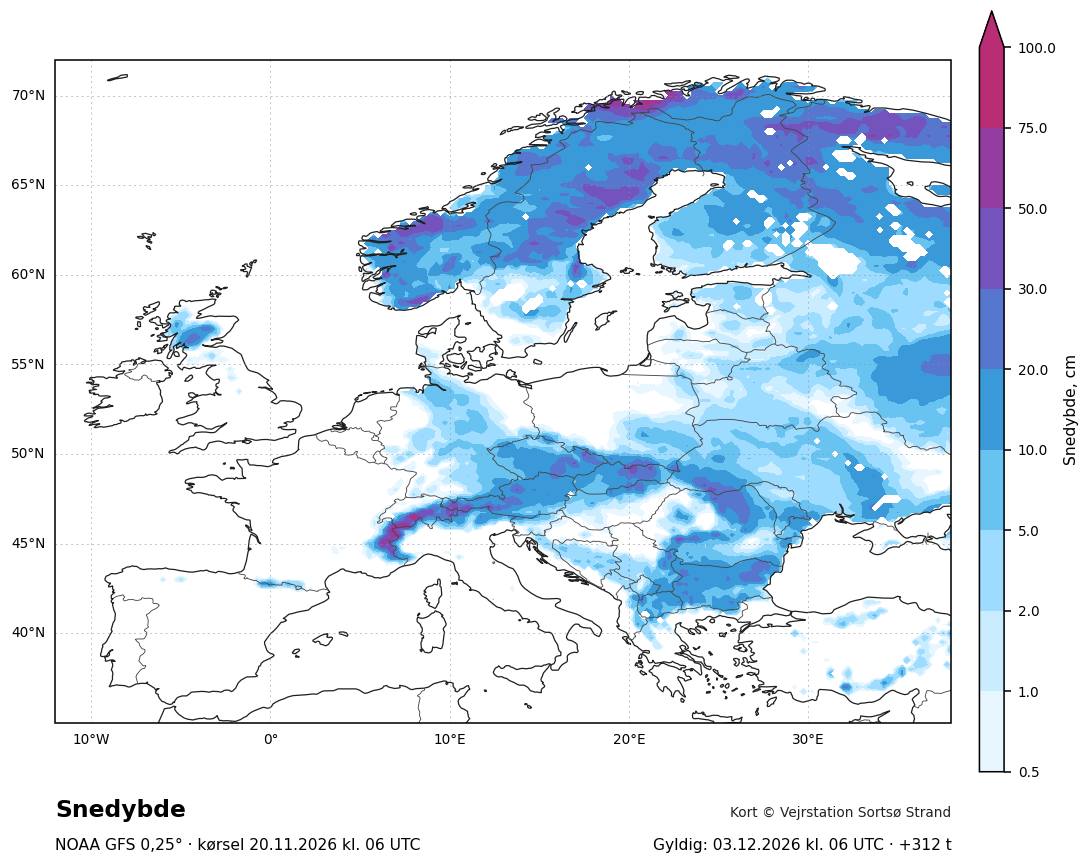 100.0
75.0
50.0
30.0
20.0
10.0
5.0
2.0
1.0
0.5
Snedybde, cm
70°N
65°N
60°N
55°N
50°N
45°N
40°N
10°W 0° 10°E 20°E 30°E
Snedybde
Kort © Vejrstation Sortsø Strand
NOAA GFS 0,25° · kørsel 20.11.2026 kl. 06 UTC
Gyldig: 03.12.2026 kl. 06 UTC · +312 t